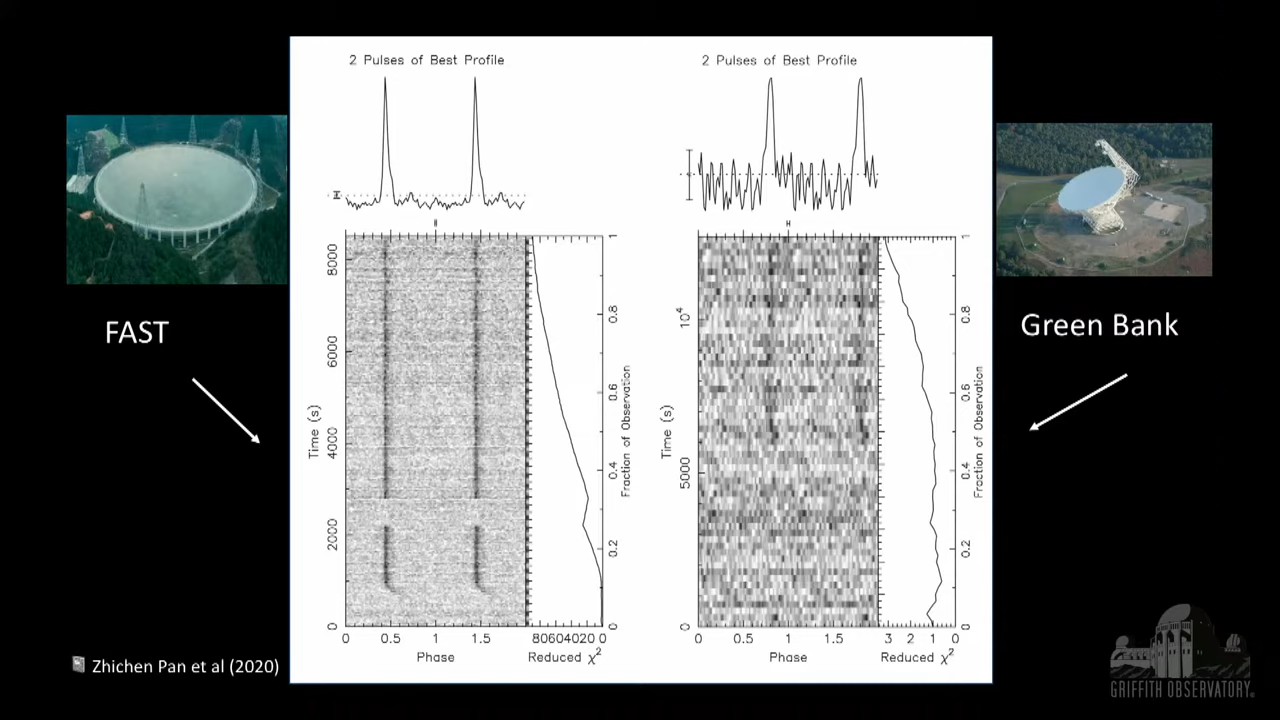 2 Pulses of Best Profile
2 Pulses of Best Profile
FAST
Green Bank
Time (s)
8000
6000
4000
2000
0
0 0.5 1 1.5
Phase
80604020 0
Reduced χ²
1
0.8
0.6
0.4
0.2
0
Fraction of Observation
Time (s)
10⁴
5000
0
0 0.5 1 1.5
Phase
3 2 1 0
Reduced χ²
1
0.8
0.6
0.4
0.2
0
Fraction of Observation
Zhichen Pan et al (2020)
GRIFFITH OBSERVATORY